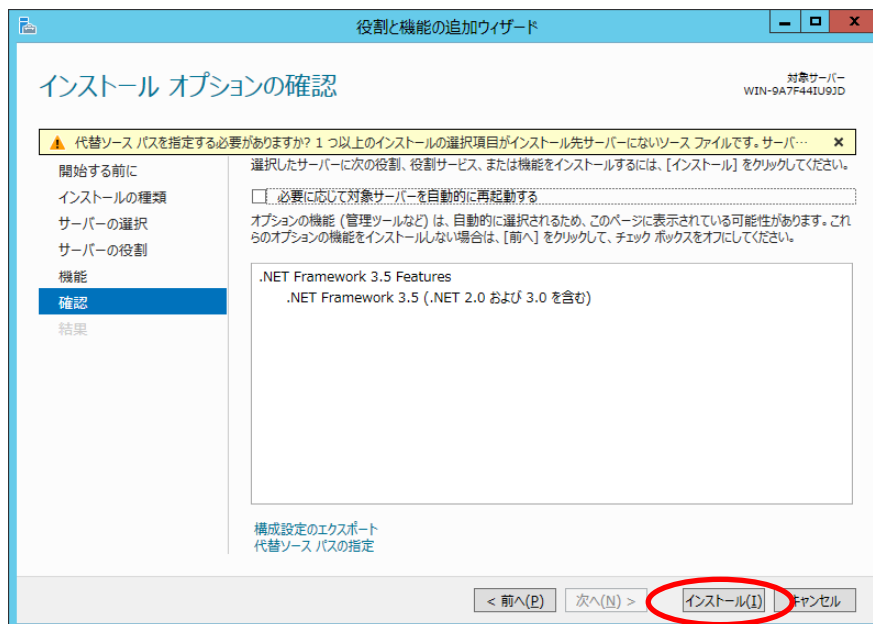 役割と機能の追加ウィザード
インストール オプションの確認
対象サーバー
WIN-9A7F44IU9JD
代替ソース パスを指定する必要がありますか? 1 つ以上のインストールの選択項目がインストール先サーバーにないソース ファイルです。サーバ…
開始する前に
インストールの種類
サーバーの選択
サーバーの役割
機能
確認
結果
選択したサーバーに次の役割、役割サービス、または機能をインストールするには、[インストール] をクリックしてください。
必要に応じて対象サーバーを自動的に再起動する
オプションの機能 (管理ツールなど) は、自動的に選択されるため、このページに表示されている可能性があります。これ
らのオプションの機能をインストールしない場合は、[前へ] をクリックして、チェック ボックスをオフにしてください。
.NET Framework 3.5 Features
.NET Framework 3.5 (.NET 2.0 および 3.0 を含む)
構成設定のエクスポート
代替ソース パスの指定
< 前へ(P)
次へ(N) >
インストール(I)
キャンセル